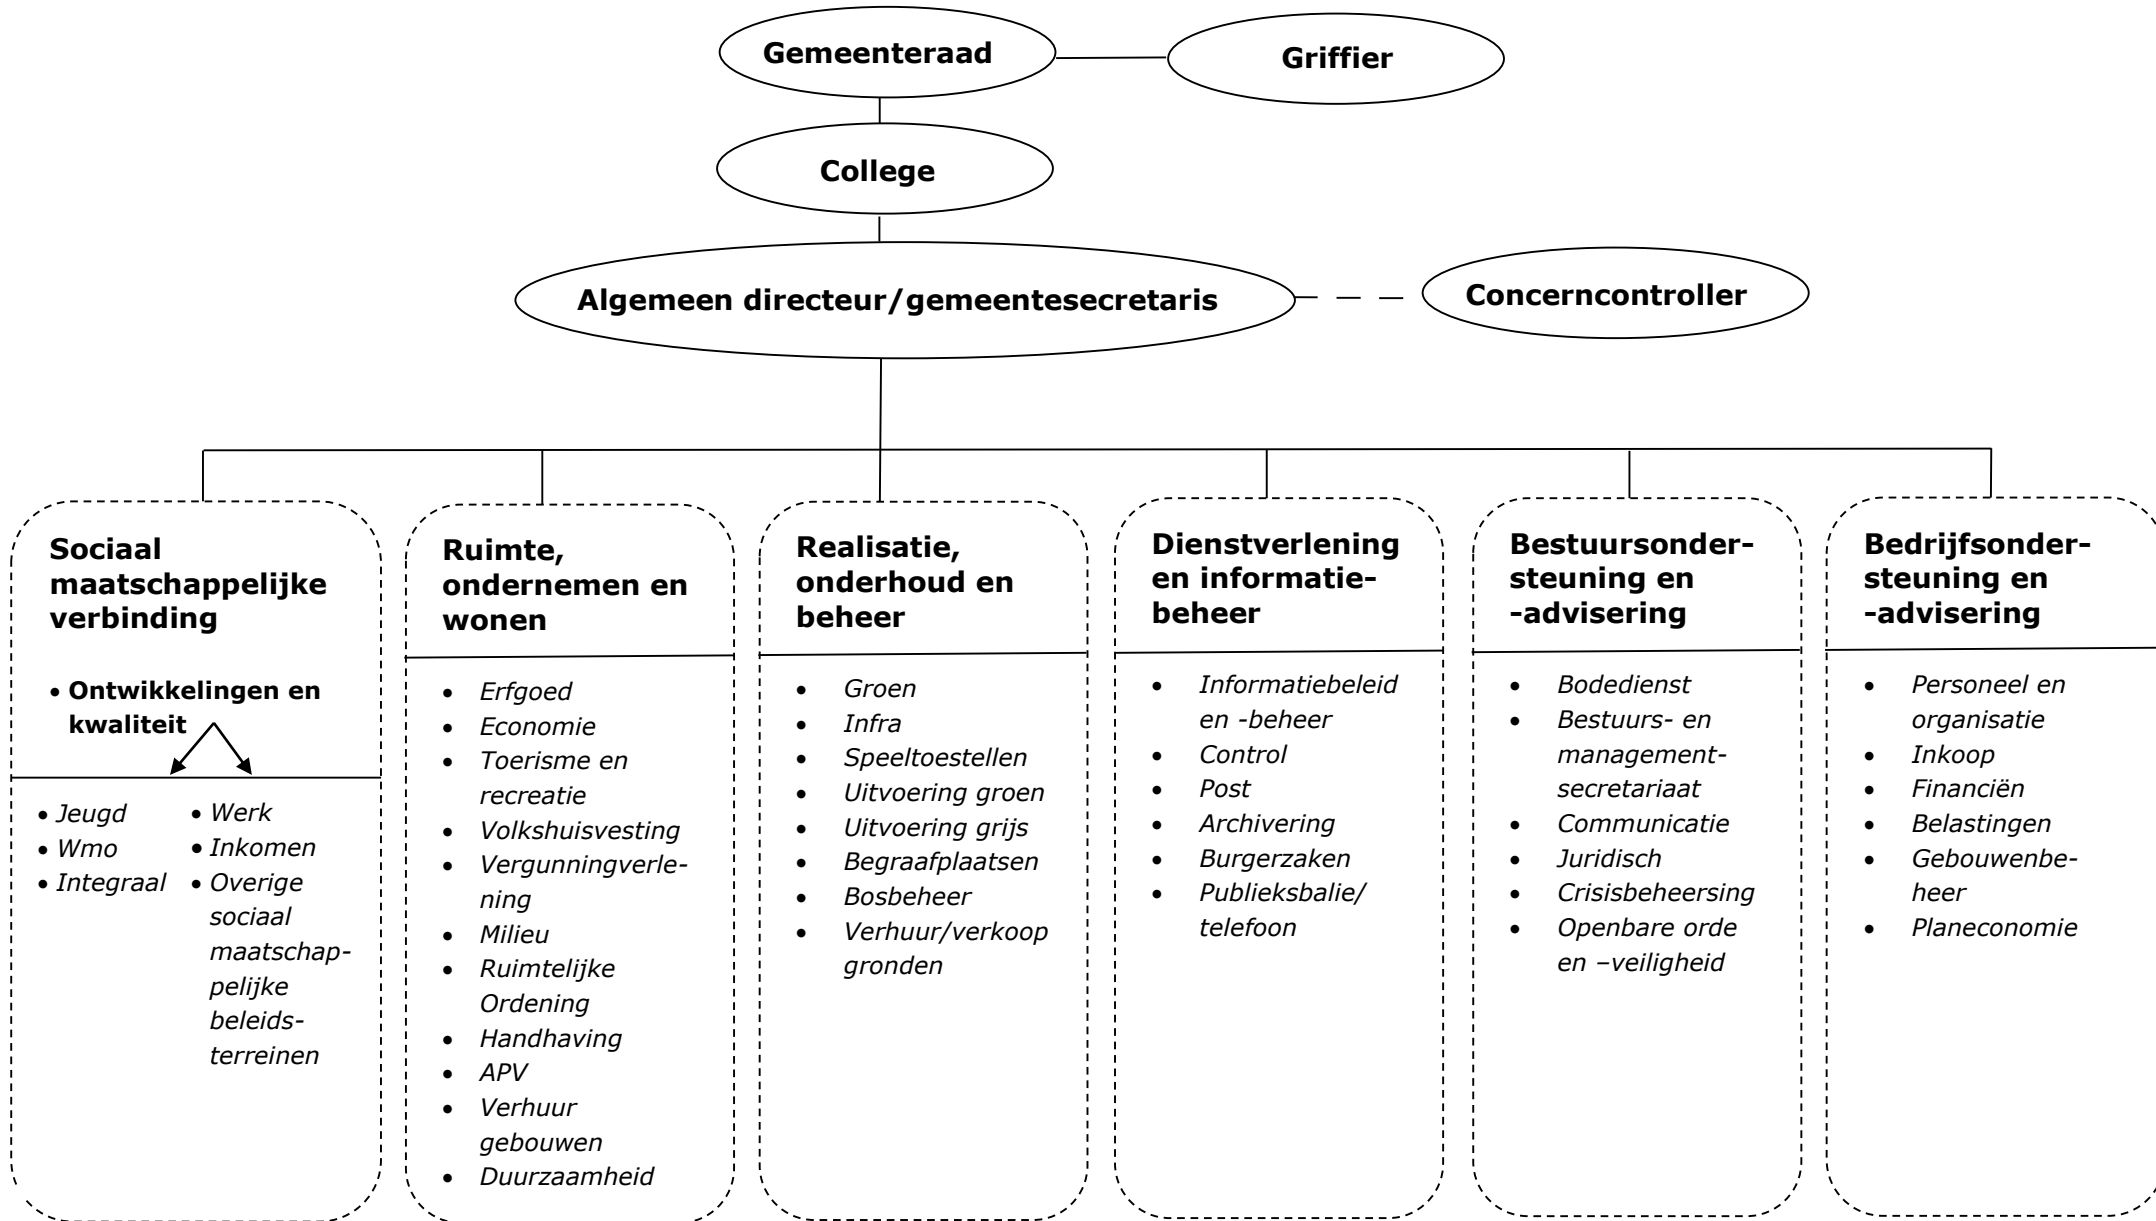 Gemeenteraad
Griffier
College
Algemeen directeur/gemeentesecretaris
Concerncontroller
Sociaal
maatschappelijke
verbinding
• Ontwikkelingen en
kwaliteit
• Jeugd
• Wmo
• Integraal
• Werk
• Inkomen
• Overige
sociaal
maatschap-
pelijke
beleids-
terreinen
Ruimte,
ondernemen en
wonen
• Erfgoed
• Economie
• Toerisme en
recreatie
• Volkshuisvesting
• Vergunningverle-
ning
• Milieu
• Ruimtelijke
Ordening
• Handhaving
• APV
• Verhuur
gebouwen
• Duurzaamheid
Realisatie,
onderhoud en
beheer
• Groen
• Infra
• Speeltoestellen
• Uitvoering groen
• Uitvoering grijs
• Begraafplaatsen
• Bosbeheer
• Verhuur/verkoop
gronden
Dienstverlening
en informatie-
beheer
• Informatiebeleid
en -beheer
• Control
• Post
• Archivering
• Burgerzaken
• Publieksbalie/
telefoon
Bestuursonder-
steuning en
-advisering
• Bodedienst
• Bestuurs- en
management-
secretariaat
• Communicatie
• Juridisch
• Crisisbeheersing
• Openbare orde
en –veiligheid
Bedrijfsonder-
steuning en
-advisering
• Personeel en
organisatie
• Inkoop
• Financiën
• Belastingen
• Gebouwenbe-
heer
• Planeconomie